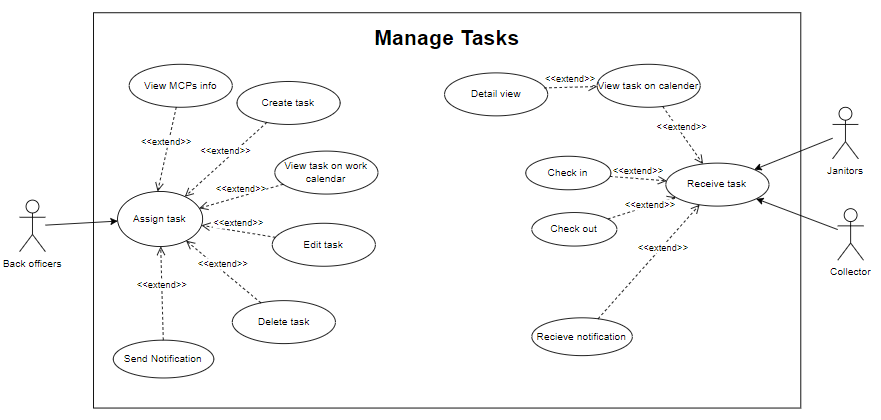 Manage Tasks
View MCPs info
Create task
View task on work
calendar
Edit task
Delete task
Send Notification
Assign task
Back officers
<<extend>>
<<extend>>
<<extend>>
<<extend>>
<<extend>>
<<extend>>
Detail view
<<extend>>
View task on calender
<<extend>>
Check in
<<extend>>
Receive task
Check out
<<extend>>
<<extend>>
Recieve notification
Janitors
Collector